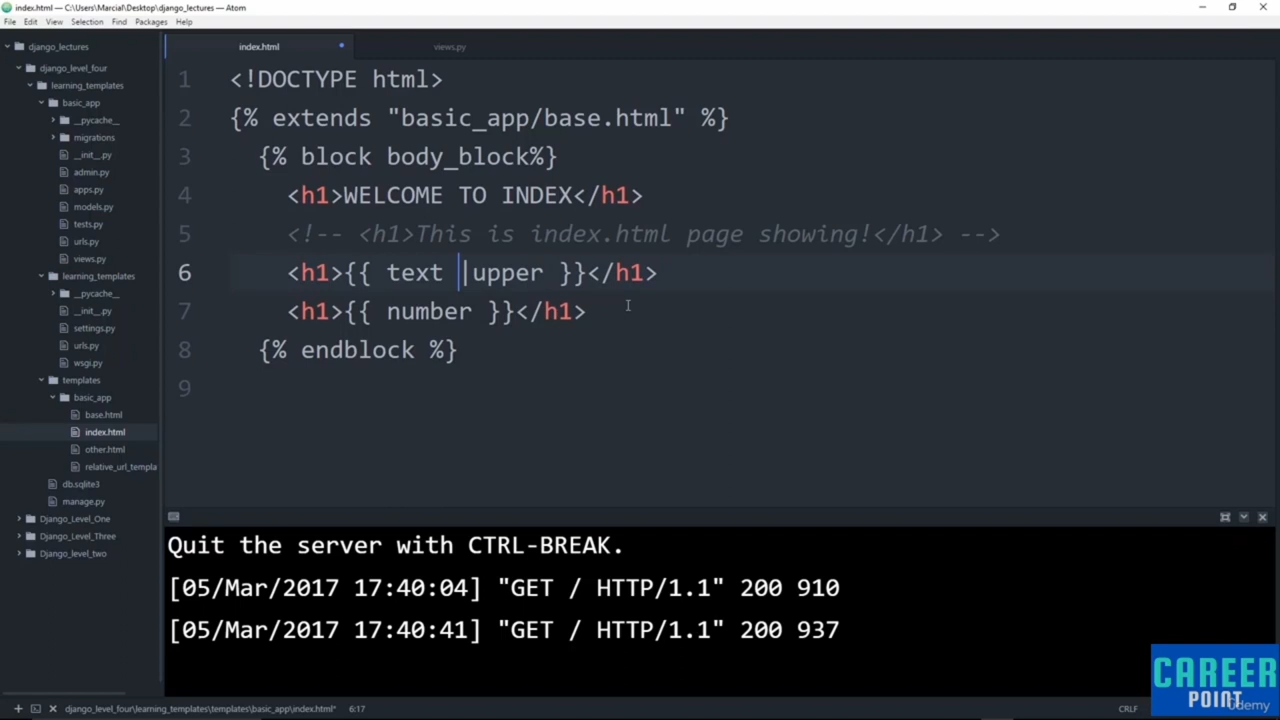 index.html — C:\Users\Marcial\Desktop\django_lectures — Atom
File Edit View Selection Find Packages Help
django_lectures
django_level_four
learning_templates
basic_app
__pycache__
migrations
__init__.py
admin.py
apps.py
models.py
tests.py
urls.py
views.py
learning_templates
__pycache__
__init__.py
settings.py
urls.py
wsgi.py
templates
basic_app
base.html
index.html
other.html
relative_url_templa
db.sqlite3
manage.py
Django_Level_One
Django_Level_Three
Django_level_two
index.html views.py
1 <!DOCTYPE html>
2 {% extends "basic_app/base.html" %}
3 {% block body_block%}
4 <h1>WELCOME TO INDEX</h1>
5 <!-- <h1>This is index.html page showing!</h1> -->
6 <h1>{{ text |upper }}</h1>
7 <h1>{{ number }}</h1>
8 {% endblock %}
9
Quit the server with CTRL-BREAK.
[05/Mar/2017 17:40:04] "GET / HTTP/1.1" 200 910
[05/Mar/2017 17:40:41] "GET / HTTP/1.1" 200 937
django_level_four\learning_templates\templates\basic_app\index.html* 6:17 CRLF
CAREER
POINT
Udemy